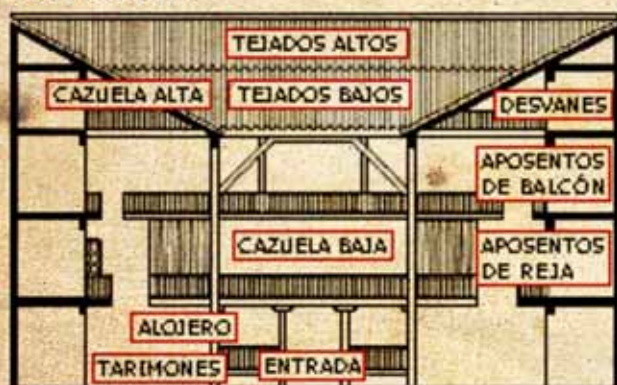 TEJADOS ALTOS
CAZUELA ALTA
TEJADOS BAJOS
DESVANES
APOSENTOS
DE BALCÓN
CAZUELA BAJA
APOSENTOS
DE REJA
ALOJERO
TARIMONES
ENTRADA